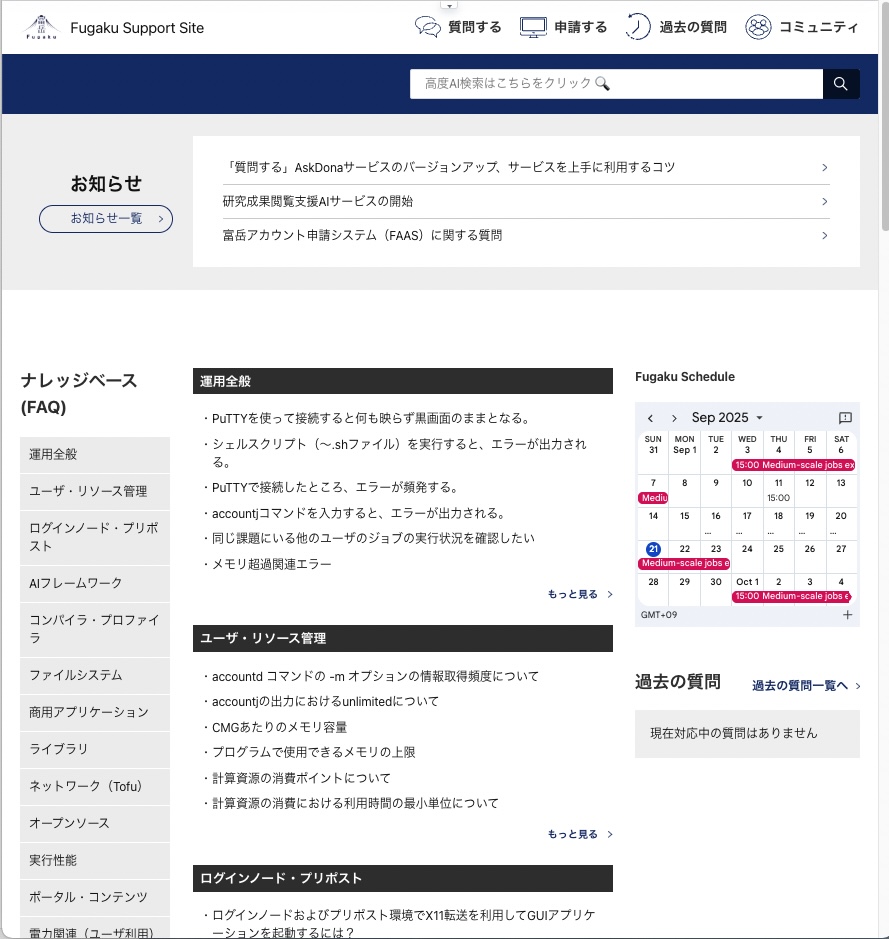 Fugaku
Fugaku Support Site
質問する
申請する
過去の質問
コミュニティ
高度AI検索はこちらをクリック
お知らせ
お知らせ一覧
「質問する」AskDonaサービスのバージョンアップ、サービスを上手に利用するコツ
研究成果閲覧支援AIサービスの開始
富岳アカウント申請システム（FAAS）に関する質問
ナレッジベース
(FAQ)
運用全般
ユーザ・リソース管理
ログインノード・プリポ
スト
AIフレームワーク
コンパイラ・プロファイ
ラ
ファイルシステム
商用アプリケーション
ライブラリ
ネットワーク（Tofu）
オープンソース
実行性能
ポータル・コンテンツ
電力関連（ユーザ利用）
運用全般
・PuTTYを使って接続すると何も映らず黒画面のままとなる。
・シェルスクリプト（〜.shファイル）を実行すると、エラーが出力され
る。
・PuTTYで接続したところ、エラーが頻発する。
・accountjコマンドを入力すると、エラーが出力される。
・同じ課題にいる他のユーザのジョブの実行状況を確認したい
・メモリ超過関連エラー
もっと見る
ユーザ・リソース管理
・accountd コマンドの -m オプションの情報取得頻度について
・accountjの出力におけるunlimitedについて
・CMGあたりのメモリ容量
・プログラムで使用できるメモリの上限
・計算資源の消費ポイントについて
・計算資源の消費における利用時間の最小単位について
もっと見る
ログインノード・プリポスト
・ログインノードおよびプリポスト環境でX11転送を利用してGUIアプリケ
ーションを起動するには？
Fugaku Schedule
Sep 2025
SUN MON TUE WED THU FRI SAT
31 Sep 1 2 3 4 5 6
15:00 Medium-scale jobs ex
7 8 9 10 11 12 13
Mediu
15:00
14 15 16 17 18 19 20
... ... ... ... ...
21 22 23 24 25 26 27
Medium-scale jobs e
28 29 30 Oct 1 2 3 4
15:00 Medium-scale jobs e
GMT+09
過去の質問
過去の質問一覧へ
現在対応中の質問はありません